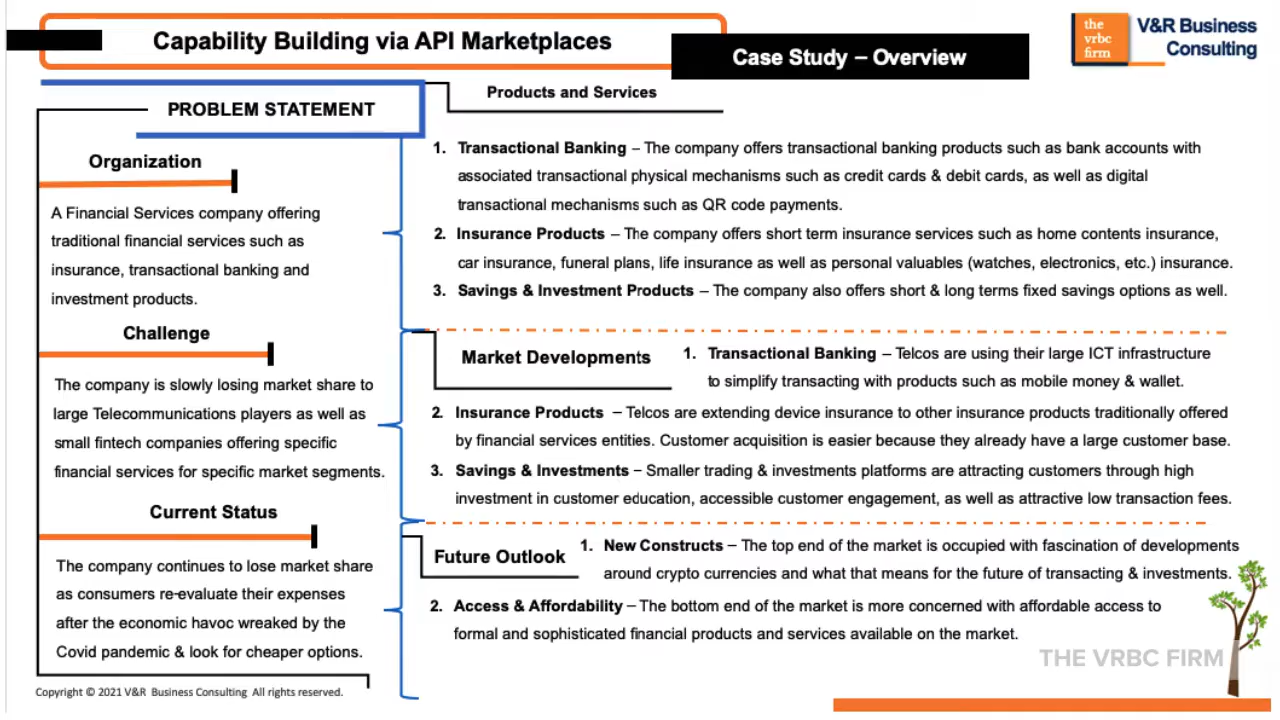 Capability Building via API Marketplaces
Case Study – Overview
the
vrbc
firm
V&R Business
Consulting
PROBLEM STATEMENT
Organization
A Financial Services company offering
traditional financial services such as
insurance, transactional banking and
investment products.
Challenge
The company is slowly losing market share to
large Telecommunications players as well as
small fintech companies offering specific
financial services for specific market segments.
Current Status
The company continues to lose market share
as consumers re-evaluate their expenses
after the economic havoc wreaked by the
Covid pandemic & look for cheaper options.
Products and Services
1. Transactional Banking – The company offers transactional banking products such as bank accounts with
associated transactional physical mechanisms such as credit cards & debit cards, as well as digital
transactional mechanisms such as QR code payments.
2. Insurance Products – The company offers short term insurance services such as home contents insurance,
car insurance, funeral plans, life insurance as well as personal valuables (watches, electronics, etc.) insurance.
3. Savings & Investment Products – The company also offers short & long terms fixed savings options as well.
Market Developments
1. Transactional Banking – Telcos are using their large ICT infrastructure
to simplify transacting with products such as mobile money & wallet.
2. Insurance Products – Telcos are extending device insurance to other insurance products traditionally offered
by financial services entities. Customer acquisition is easier because they already have a large customer base.
3. Savings & Investments – Smaller trading & investments platforms are attracting customers through high
investment in customer education, accessible customer engagement, as well as attractive low transaction fees.
Future Outlook
1. New Constructs – The top end of the market is occupied with fascination of developments
around crypto currencies and what that means for the future of transacting & investments.
2. Access & Affordability – The bottom end of the market is more concerned with affordable access to
formal and sophisticated financial products and services available on the market.
THE VRBC FIRM
Copyright © 2021 V&R Business Consulting All rights reserved.